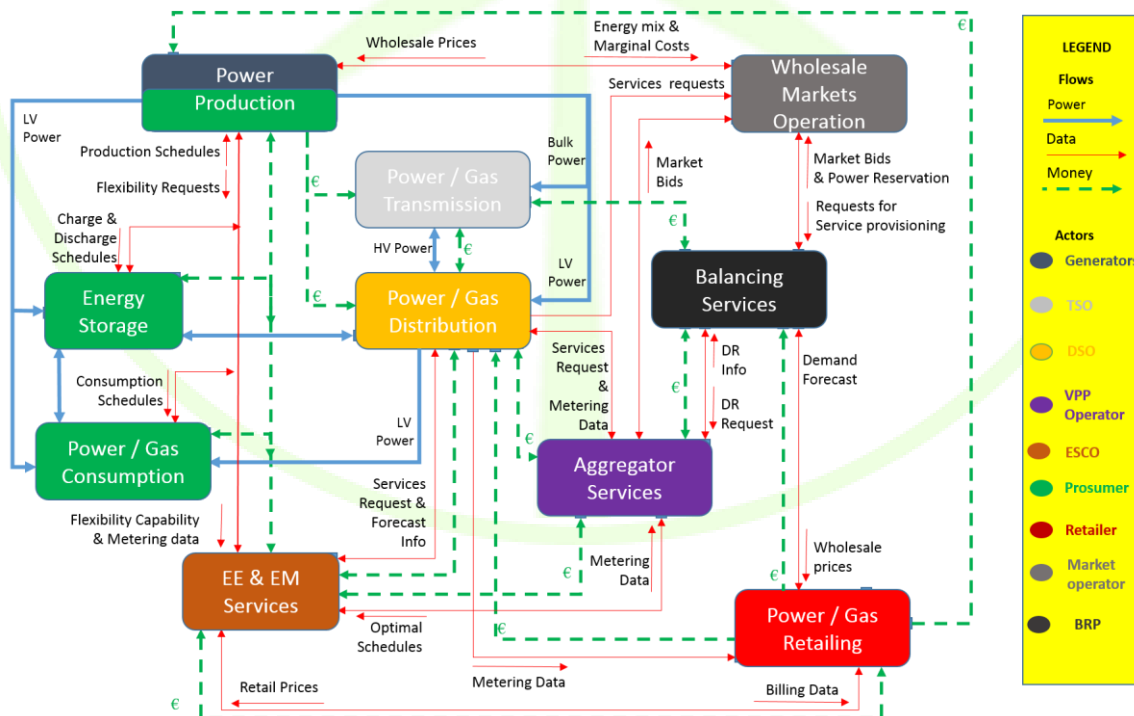 €
Wholesale Prices
Energy mix &
Marginal Costs
Power
Production
Wholesale
Markets
Operation
Services requests
LV
Power
Production Schedules
Flexibility Requests
€
Power / Gas
Transmission
Bulk
Power
Market
Bids
Market Bids
& Power Reservation
Requests for
Service provisioning
Charge &
Discharge
Schedules
HV Power
€
€
LV
Power
€
Balancing
Services
Energy
Storage
€
Power / Gas
Distribution
Services
Request
&
Metering
Data
DR
Info
DR
Request
€
Demand
Forecast
€
Consumption
Schedules
Power / Gas
Consumption
LV
Power
€
Aggregator
Services
Services
Request &
Forecast
Info
€
Flexibility Capability
& Metering data
EE & EM
Services
€
Metering
Data
Wholesale
prices
Optimal
Schedules
€
Power / Gas
Retailing
Metering Data
Retail Prices
Billing Data
€
€
LEGEND
Flows
Power
Data
Money
Actors
Generators
TSO
DSO
VPP
Operator
ESCO
Prosumer
Retailer
Market
operator
BRP